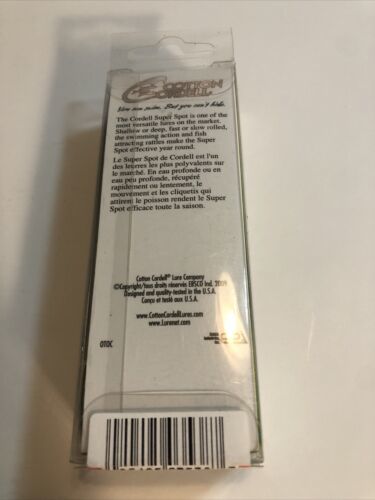 COTTON
CORDELL
You can swim. But you can't hide.
The Cordell Super Spot is one of the
most versatile lures on the market.
Shallow or deep, fast or slow rolled,
the swimming action and fish
attracting rattles make the Super
Spot effective year round.
Le Super Spot de Cordell est l'un
des leurres les plus polyvalents sur
le marché. En eau profonde ou en
eau peu profonde, récupéré
rapidement ou lentement, le
mouvement et les cliquetis qui
attirent le poisson rendent le Super
Spot efficace toute la saison.
Cotton Cordell® Lure Company
©Copyright/tous droits réservés EBSCO Ind. 2009
Designed and quality-tested in the U.S.A.
Conçu et testé aux U.S.A.
www.CottonCordellLures.com
www.Lurenet.com
OTDC